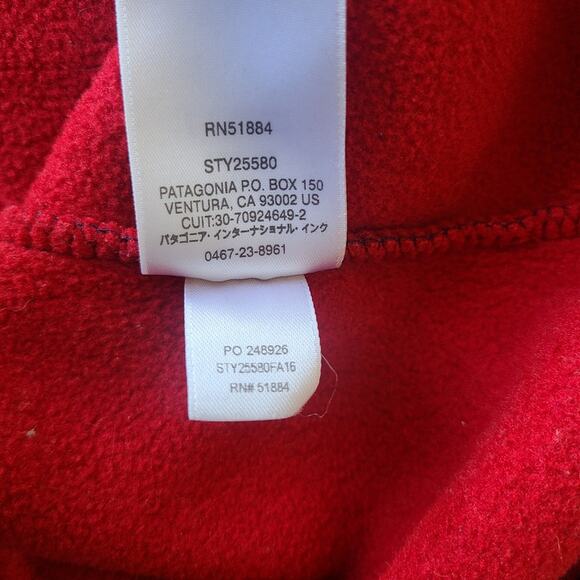 RN51884
STY25580
PATAGONIA P.O. BOX 150
VENTURA, CA 93002 US
CUIT:30-70924649-2
パタゴニア・インターナショナル・インク
0467-23-8961
PO 248926
STY25580FA16
RN# 51884